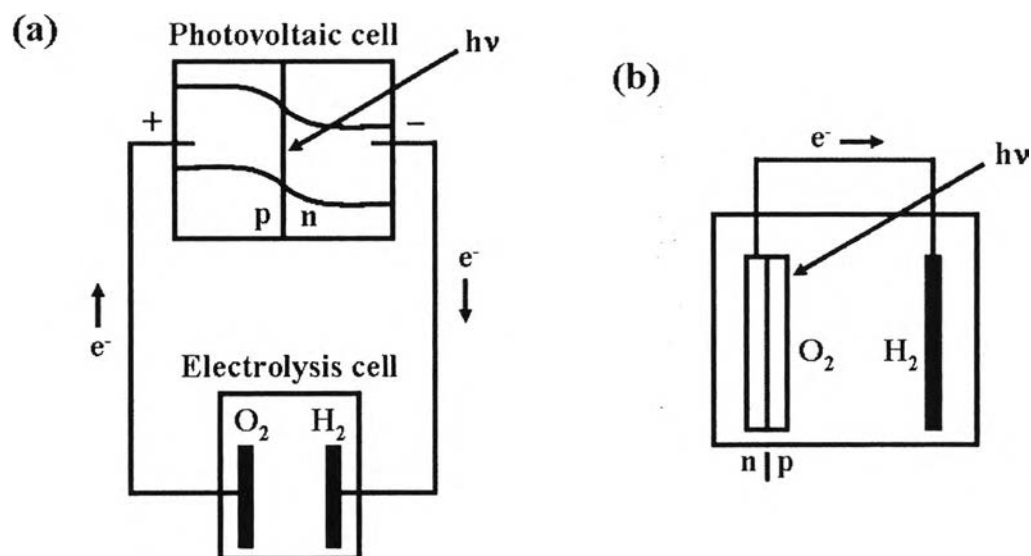 (a)
Photovoltaic cell
hν
+
−
p n
e⁻
e⁻
Electrolysis cell
O₂ H₂
(b)
e⁻
hν
O₂ H₂
n | p